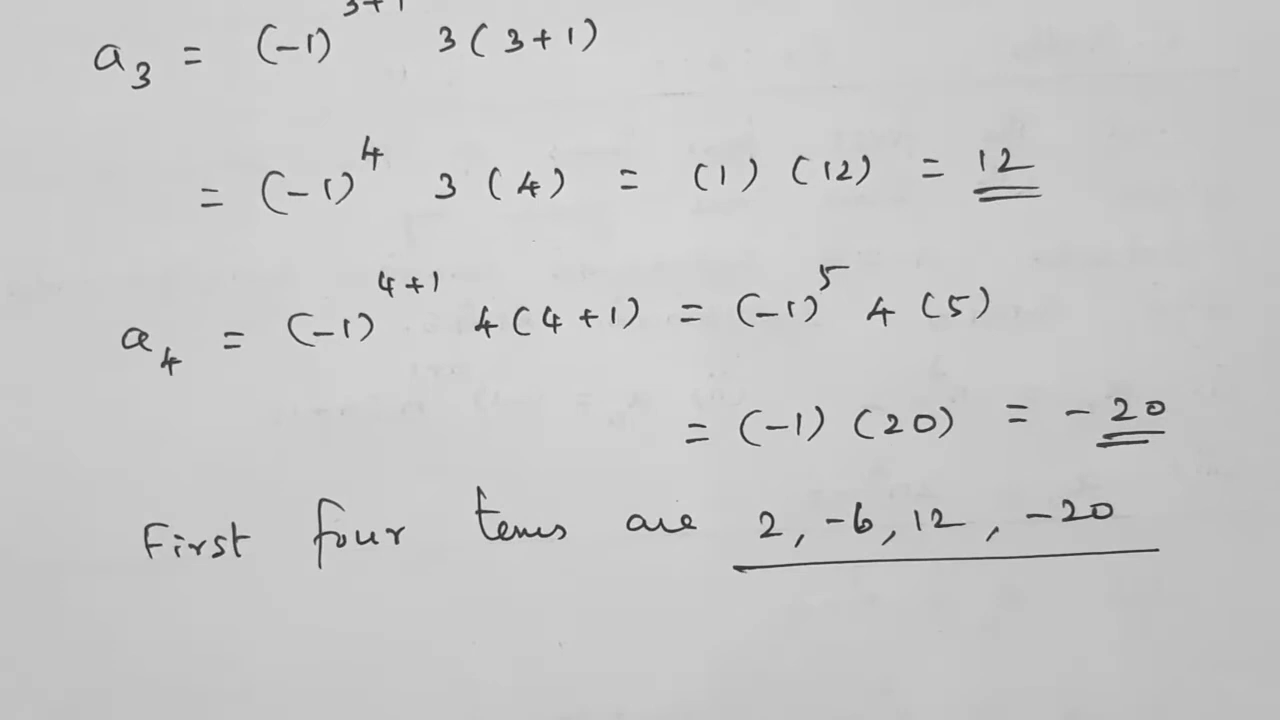 a₃ = (-1)³⁺¹ 3(3+1)
= (-1)⁴ 3(4) = (1) (12) = 12
a₄ = (-1)⁴⁺¹ 4(4+1) = (-1)⁵ 4(5)
= (-1) (20) = -20
First four terms are 2, -6, 12, -20